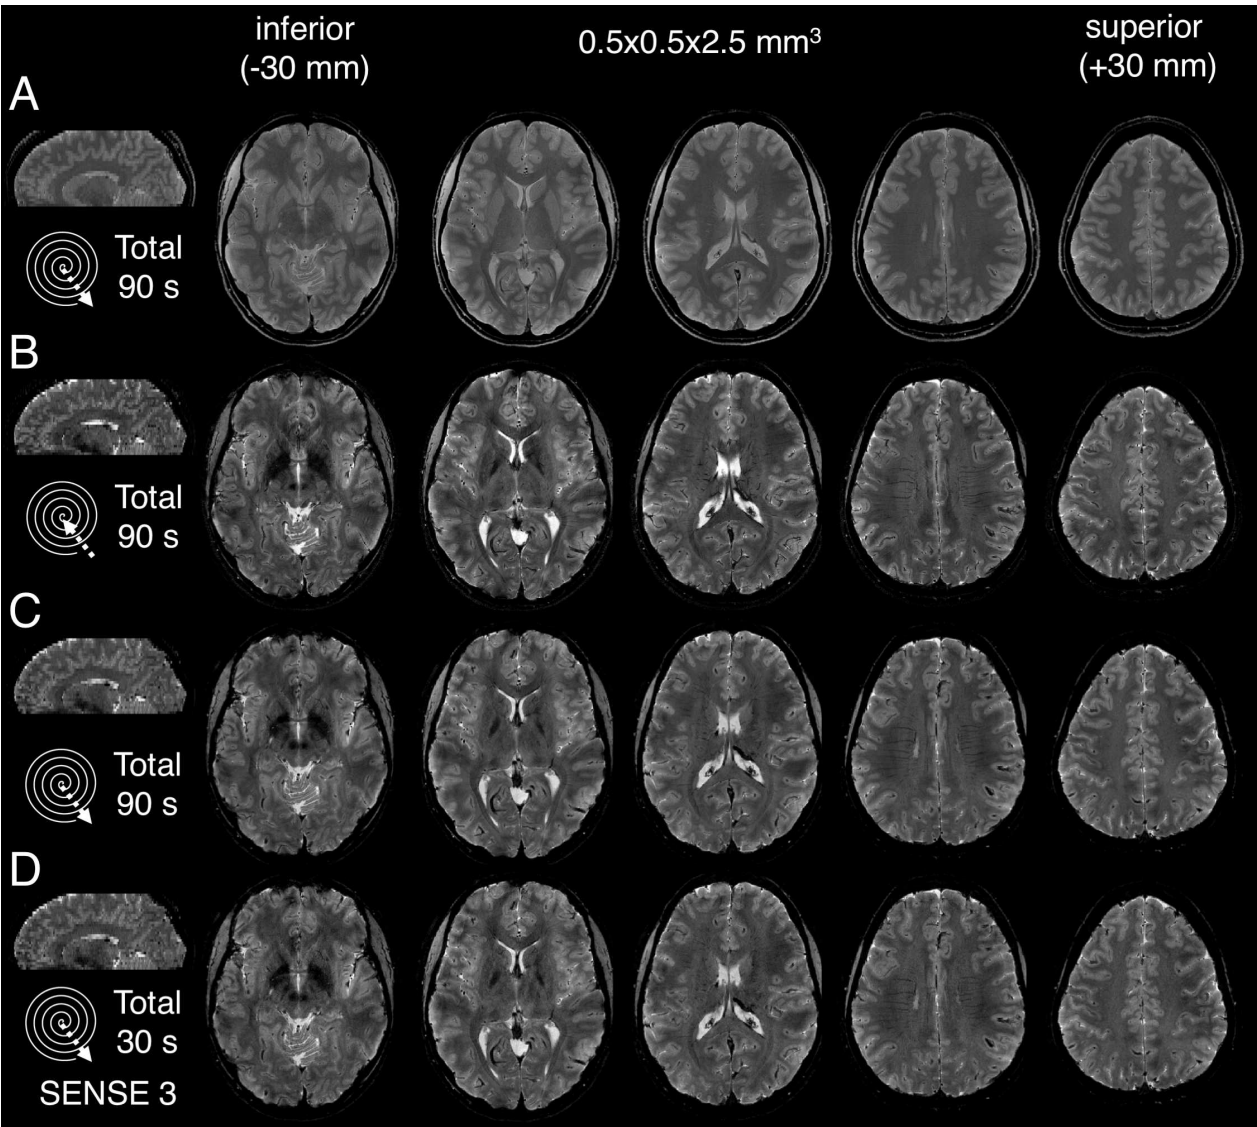 inferior
(-30 mm)
0.5x0.5x2.5 mm³
superior
(+30 mm)
A
Total
90 s
B
Total
90 s
C
Total
90 s
D
Total
30 s
SENSE 3